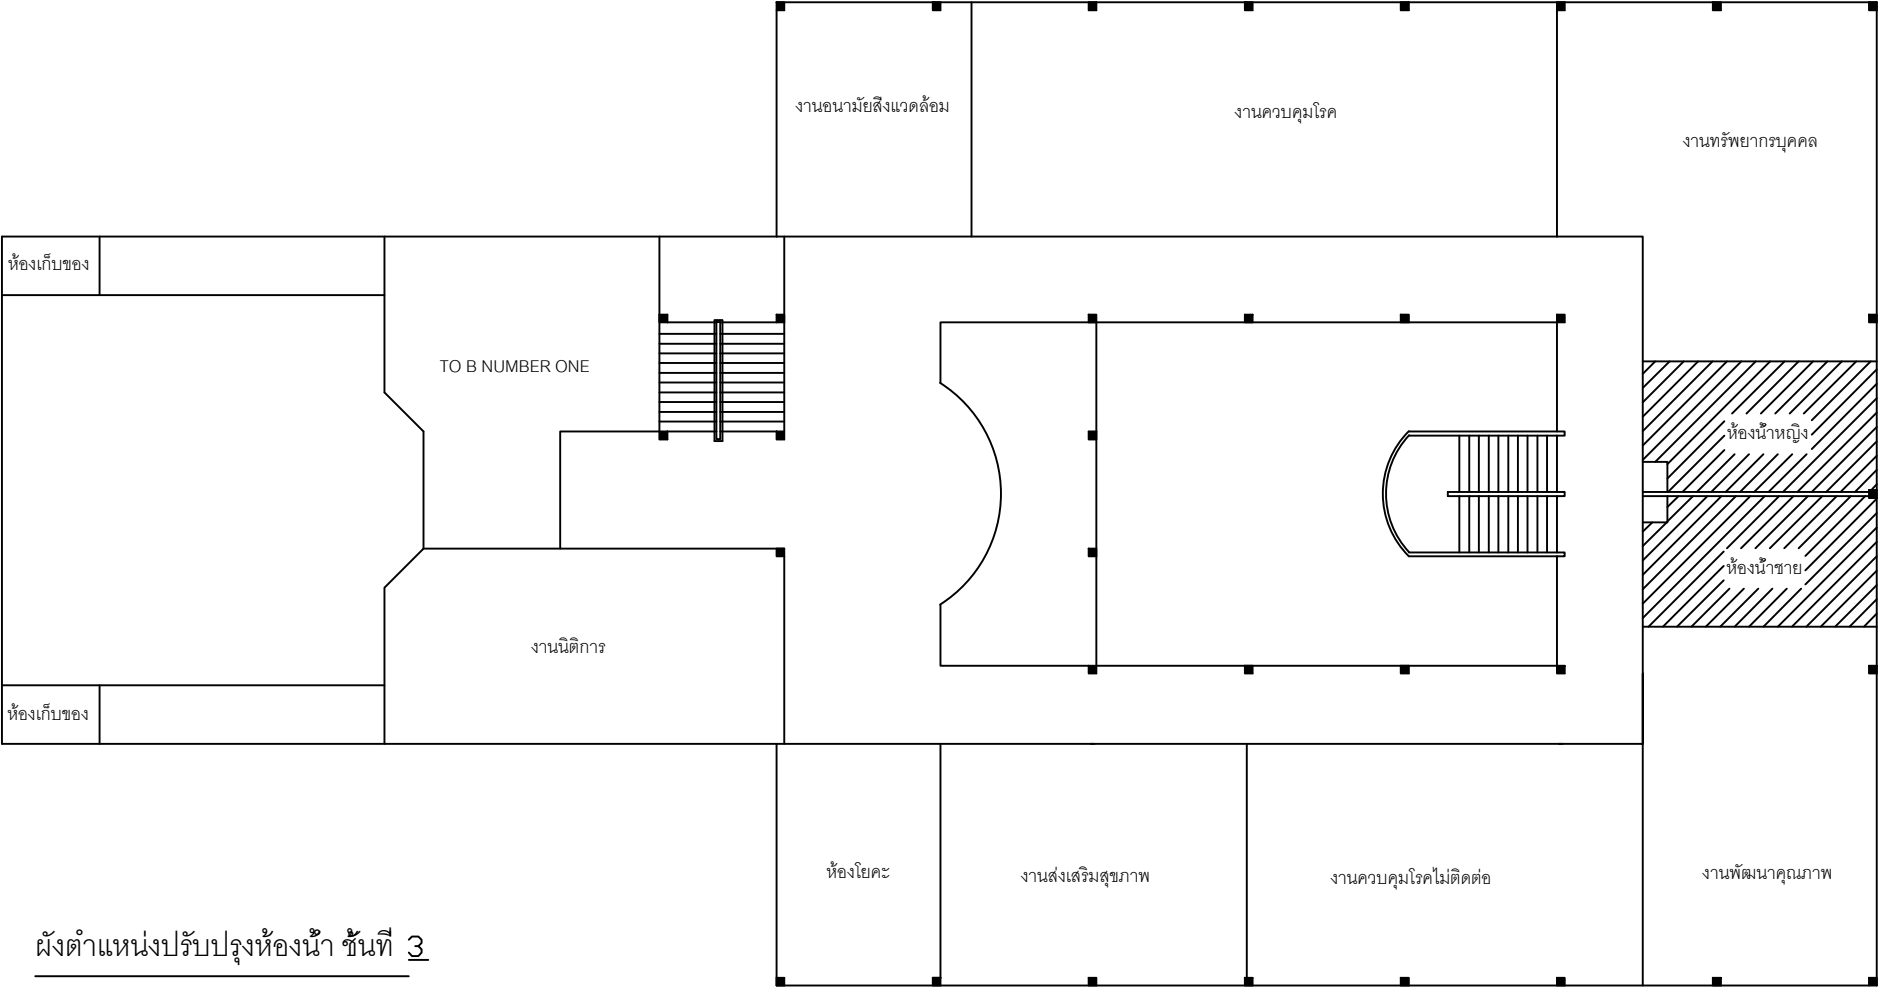 งานอนามัยสิ่งแวดล้อม
งานควบคุมโรค
งานทรัพยากรบุคคล
ห้องเก็บของ
TO B NUMBER ONE
ห้องน้ำหญิง
ห้องน้ำชาย
งานนิติการ
ห้องเก็บของ
ห้องโยคะ
งานส่งเสริมสุขภาพ
งานควบคุมโรคไม่ติดต่อ
งานพัฒนาคุณภาพ
ผังตำแหน่งปรับปรุงห้องน้ำ ชั้นที่ 3